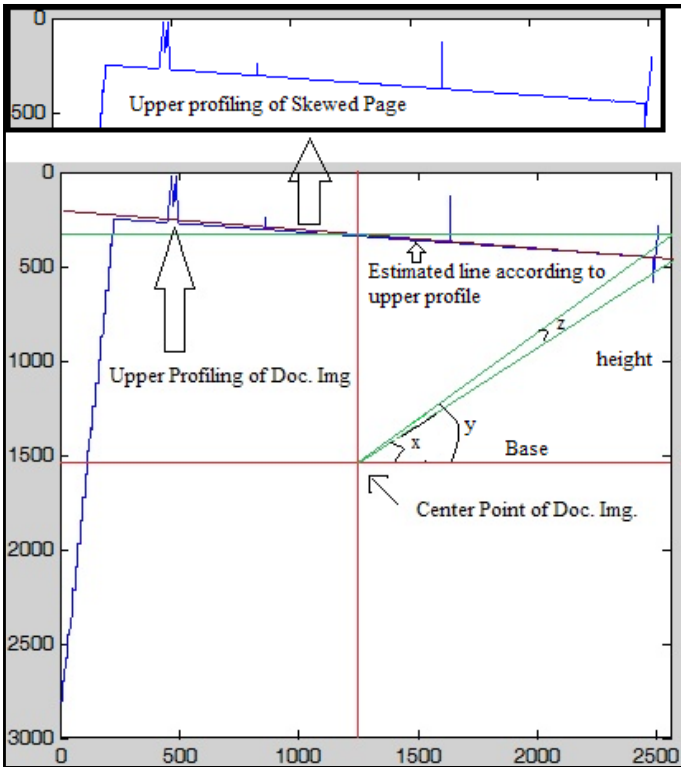 0
500
Upper profiling of Skewed Page
0
500
Estimated line according to
upper profile
z
1000
height
Upper Profiling of Doc. Img
y
x
Base
1500
Center Point of Doc. Img.
2000
2500
3000
0 500 1000 1500 2000 2500